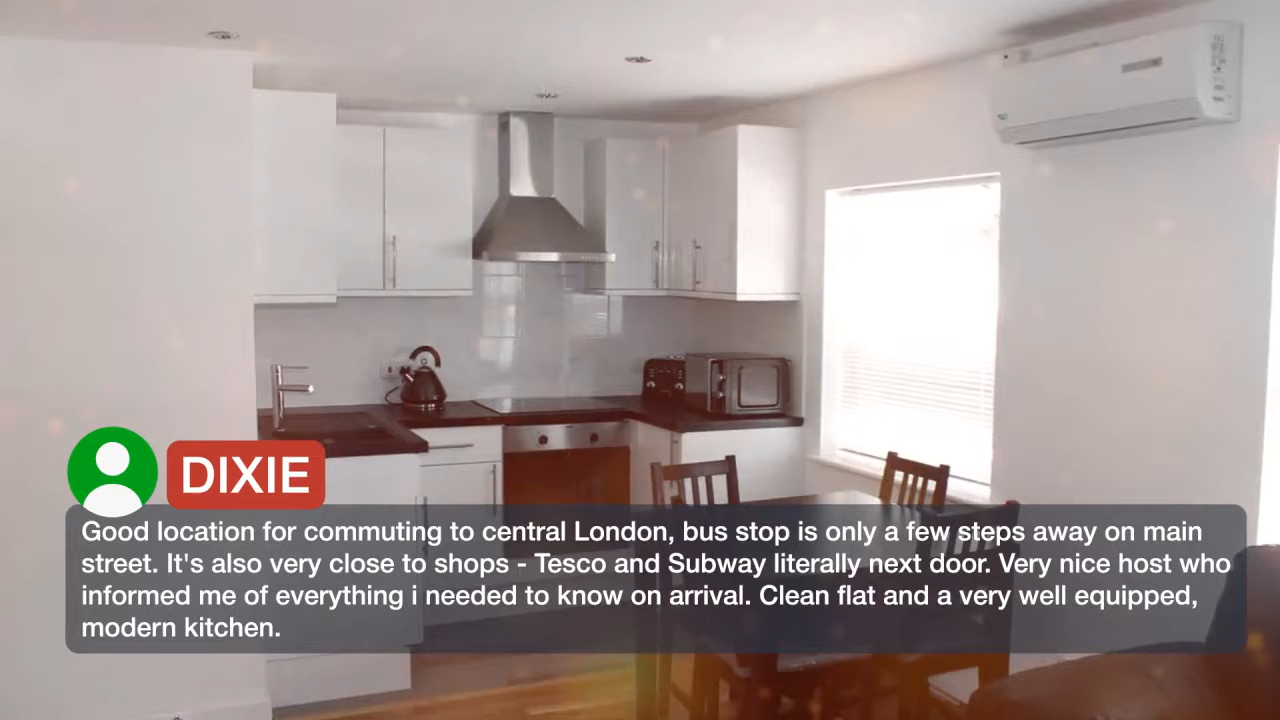 DIXIE
Good location for commuting to central London, bus stop is only a few steps away on main
street. It's also very close to shops - Tesco and Subway literally next door. Very nice host who
informed me of everything i needed to know on arrival. Clean flat and a very well equipped,
modern kitchen.